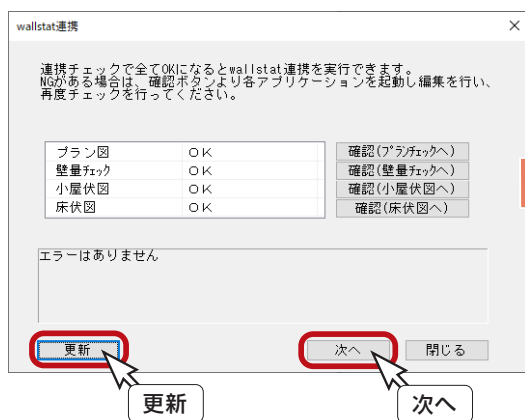 wallstat連携
連携チェックで全てOKになるとwallstat連携を実行できます。
NGがある場合は、確認ボタンより各アプリケーションを起動し編集を行い、
再度チェックを行ってください。
プラン図 OK 確認(プランチェックへ)
壁量チェック OK 確認(壁量チェックへ)
小屋伏図 OK 確認(小屋伏図へ)
床伏図 OK 確認(床伏図へ)
エラーはありません
更新 次へ 閉じる
更新 次へ